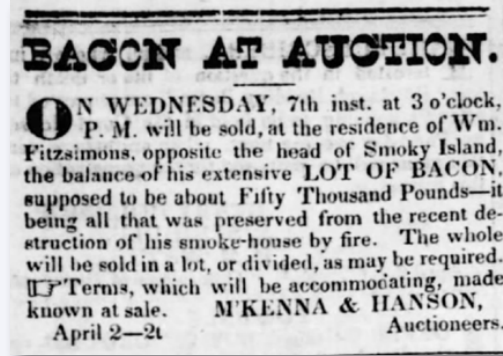 BACON AT AUCTION.
ON WEDNESDAY, 7th inst. at 3 o'clock,
P. M. will be sold, at the residence of Wm.
Fitzsimons, opposite the head of Smoky Island,
the balance of his extensive LOT OF BACON,
supposed to be about Fifty Thousand Pounds—it
being all that was preserved from the recent de-
struction of his smoke-house by fire. The whole
will be sold in a lot, or divided, as may be required.
☞Terms, which will be accommodating, made
known at sale. M'KENNA & HANSON,
April 2—2t Auctioneers.